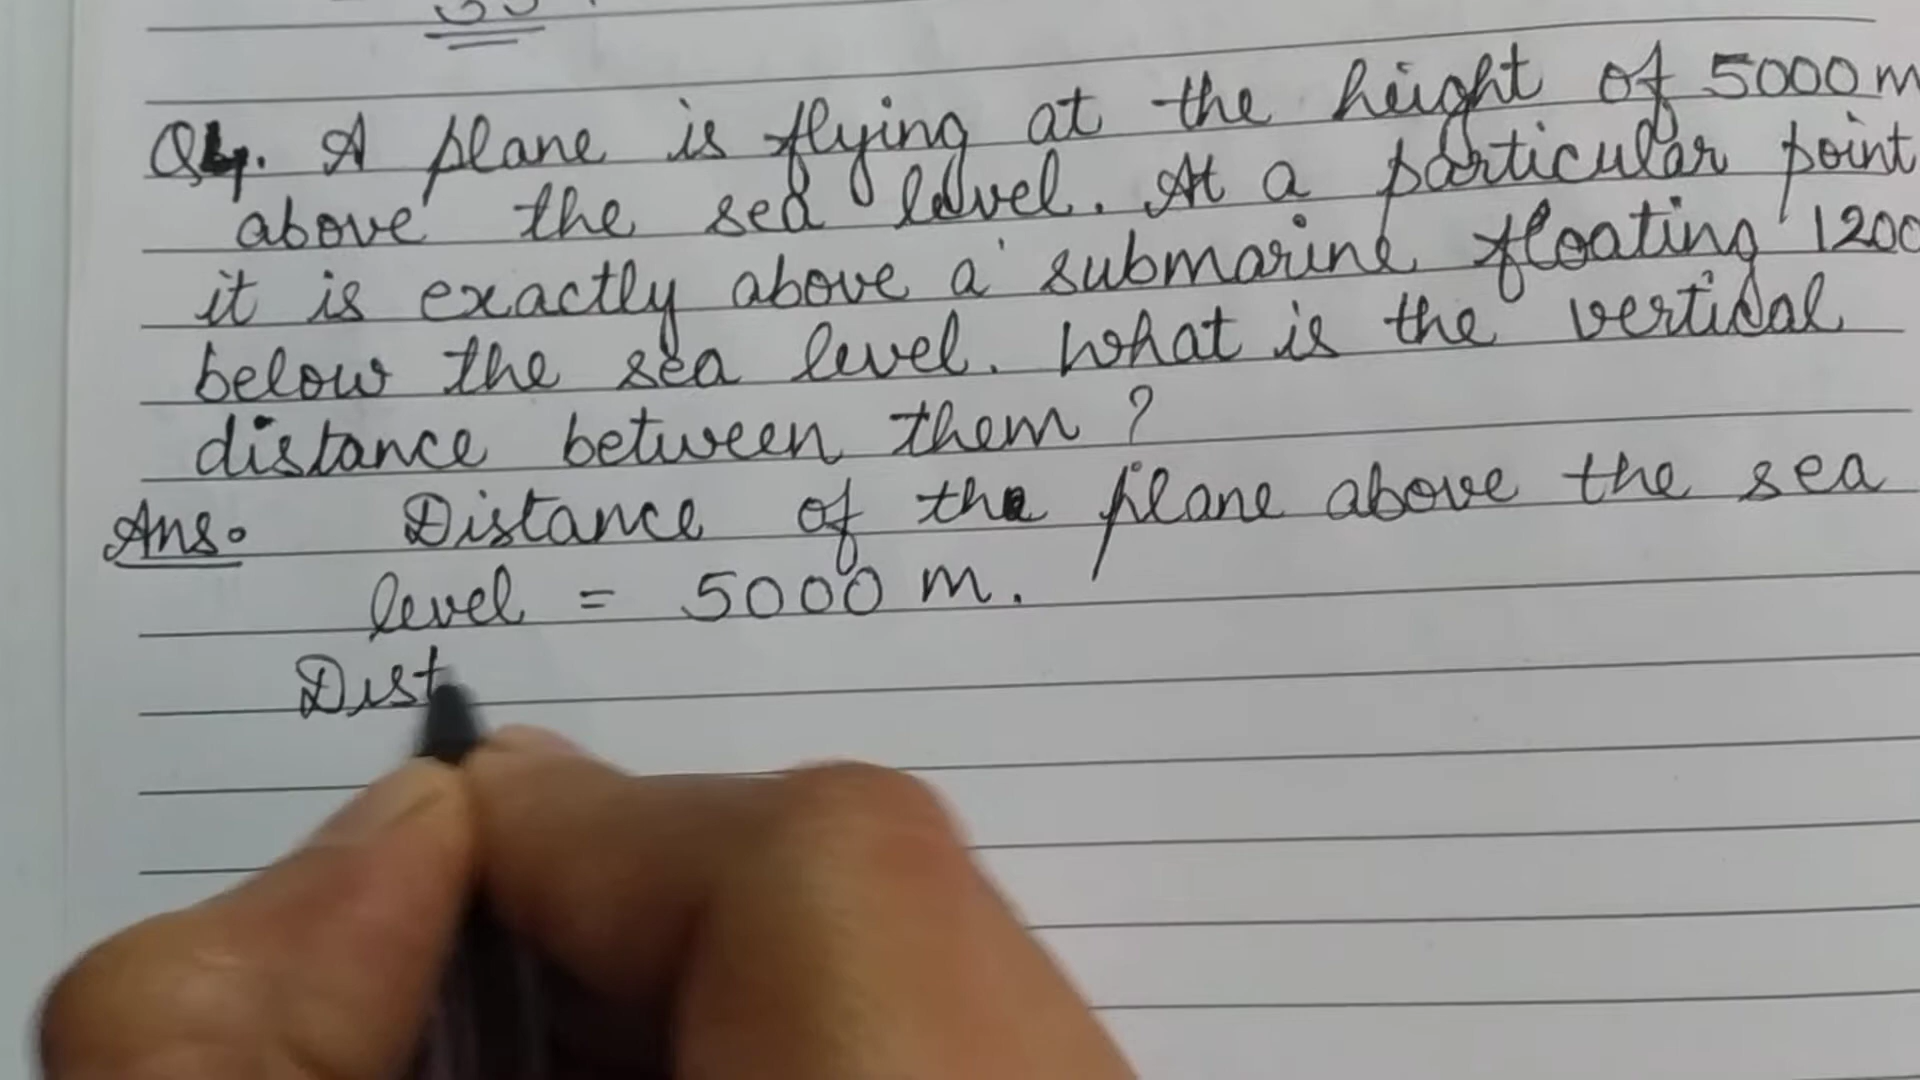 Q4. A plane is flying at the height of 5000 m
above the sea level. At a particular point
it is exactly above a submarine floating 1200
below the sea level. What is the vertical
distance between them?
Ans. Distance of the plane above the sea
level = 5000 m.
Dist